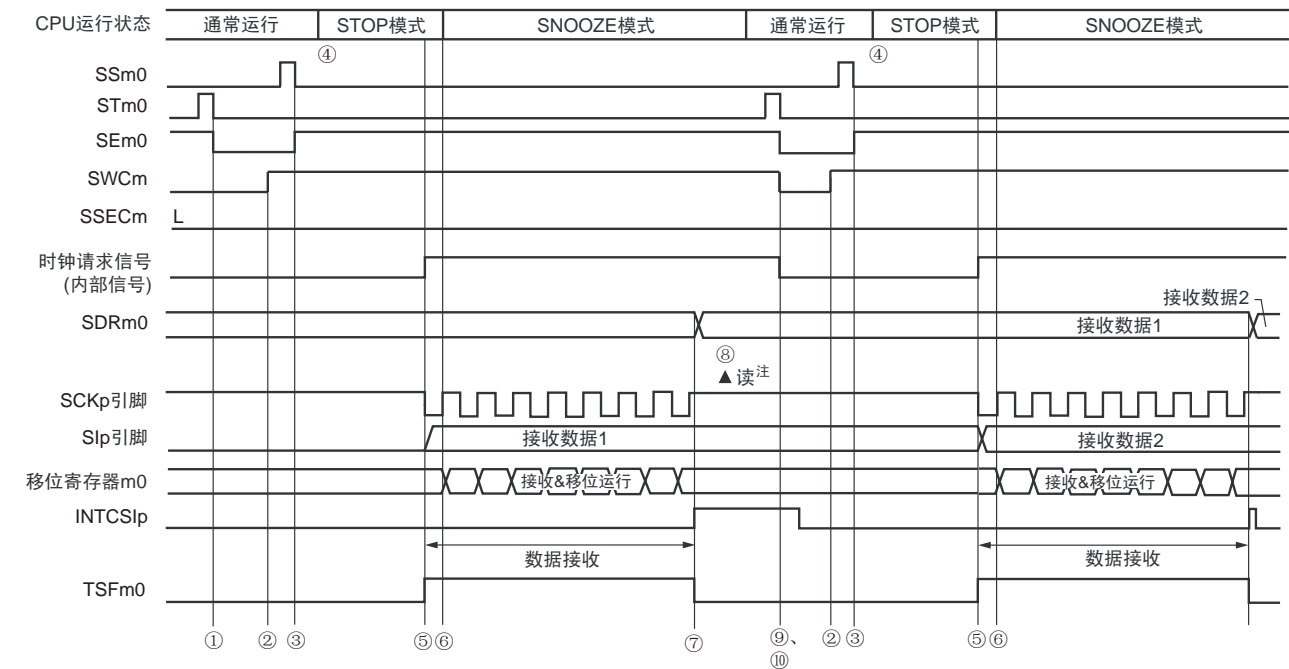 CPU运行状态 通常运行 STOP模式 SNOOZE模式 通常运行 STOP模式 SNOOZE模式
④ ④
SSm0
STm0
SEm0
SWCm
SSECm L
时钟请求信号
(内部信号)
接收数据2
SDRm0 接收数据1
⑧
▲读注
SCKp引脚
SIp引脚 接收数据1 接收数据2
移位寄存器m0 接收&移位运行 接收&移位运行
INTCSIp
数据接收 数据接收
TSFm0
① ② ③ ⑤ ⑥ ⑦ ⑨、 ② ③ ⑤ ⑥
⑩